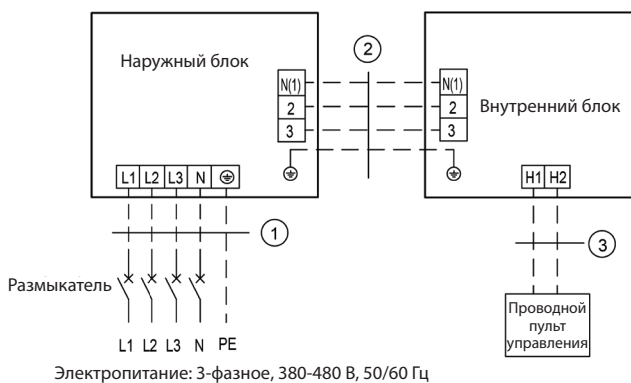 2
Наружный блок
N(1)
2
3
N(1)
2
3
Внутренний блок
L1 L2 L3 N
H1 H2
1
3
Размыкатель
Проводной
пульт
управления
L1 L2 L3 N PE
Электропитание: 3-фазное, 380-480 В, 50/60 Гц